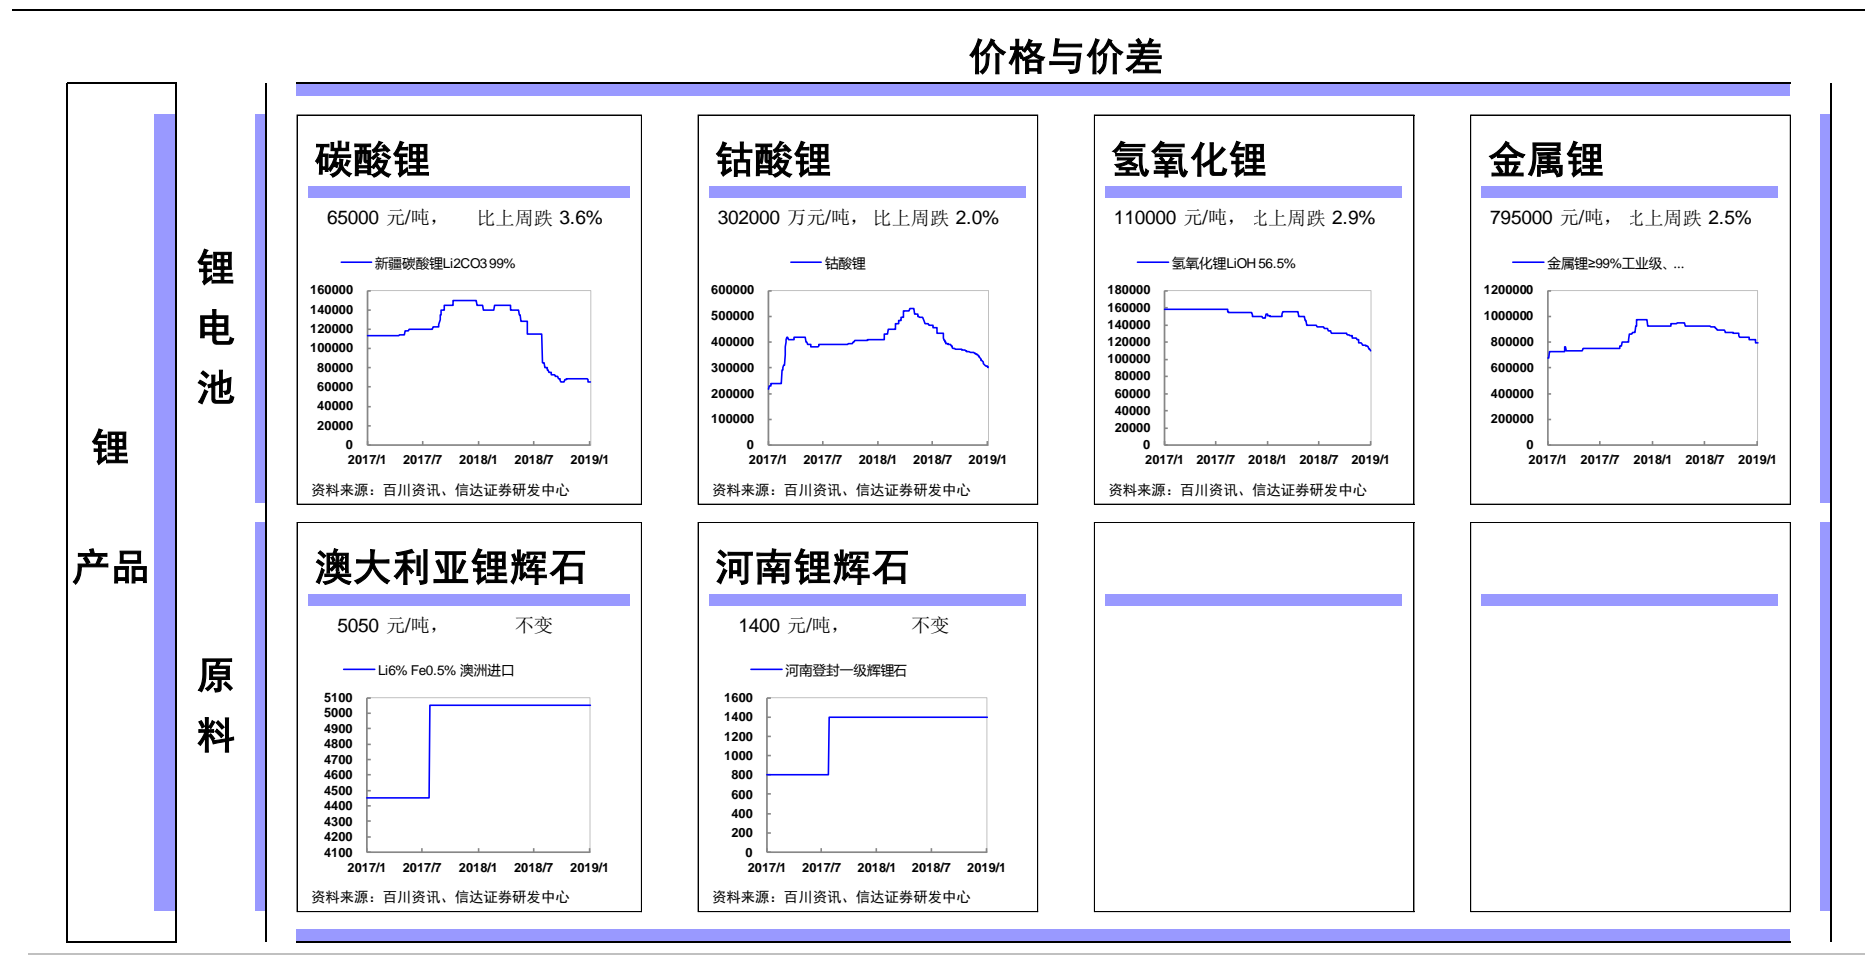 价格与价差
锂
产品
锂
电
池
原
料
碳酸锂
65000 元/吨， 比上周跌 3.6%
新疆碳酸锂Li2CO3 99%
160000
140000
120000
100000
80000
60000
40000
20000
0
2017/1 2017/7 2018/1 2018/7 2019/1
资料来源：百川资讯、信达证券研发中心
钴酸锂
302000 万元/吨， 比上周跌 2.0%
钴酸锂
600000
500000
400000
300000
200000
100000
0
2017/1 2017/7 2018/1 2018/7 2019/1
资料来源：百川资讯、信达证券研发中心
氢氧化锂
110000 元/吨， 比上周跌 2.9%
氢氧化锂LiOH 56.5%
180000
160000
140000
120000
100000
80000
60000
40000
20000
0
2017/1 2017/7 2018/1 2018/7 2019/1
资料来源：百川资讯、信达证券研发中心
金属锂
795000 元/吨， 比上周跌 2.5%
金属锂≥99%工业级、...
1200000
1000000
800000
600000
400000
200000
0
2017/1 2017/7 2018/1 2018/7 2019/1
澳大利亚锂辉石
5050 元/吨， 不变
Li6% Fe0.5% 澳洲进口
5100
5000
4900
4800
4700
4600
4500
4400
4300
4200
4100
2017/1 2017/7 2018/1 2018/7 2019/1
资料来源：百川资讯、信达证券研发中心
河南锂辉石
1400 元/吨， 不变
河南登封一级辉锂石
1600
1400
1200
1000
800
600
400
200
0
2017/1 2017/7 2018/1 2018/7 2019/1
资料来源：百川资讯、信达证券研发中心